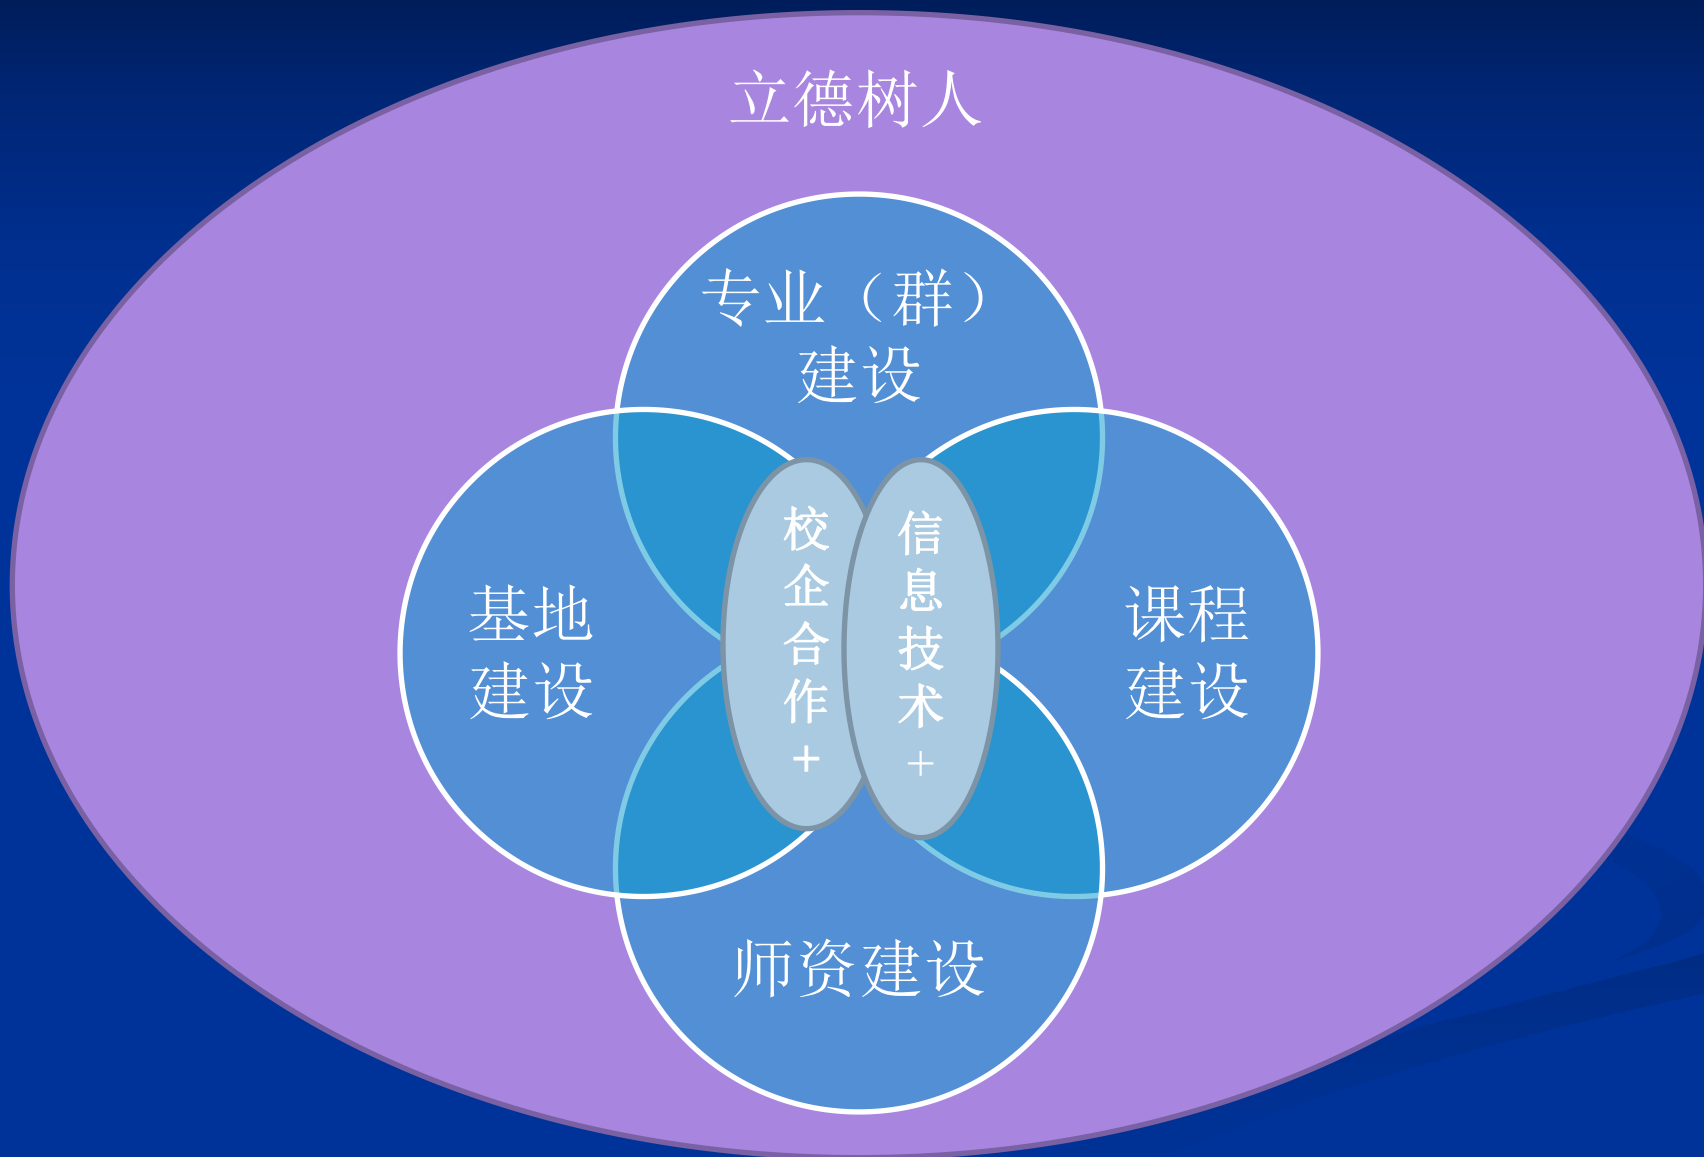 立德树人
专业（群）
建设
基地
建设
校企合作+
信息技术+
课程
建设
师资建设